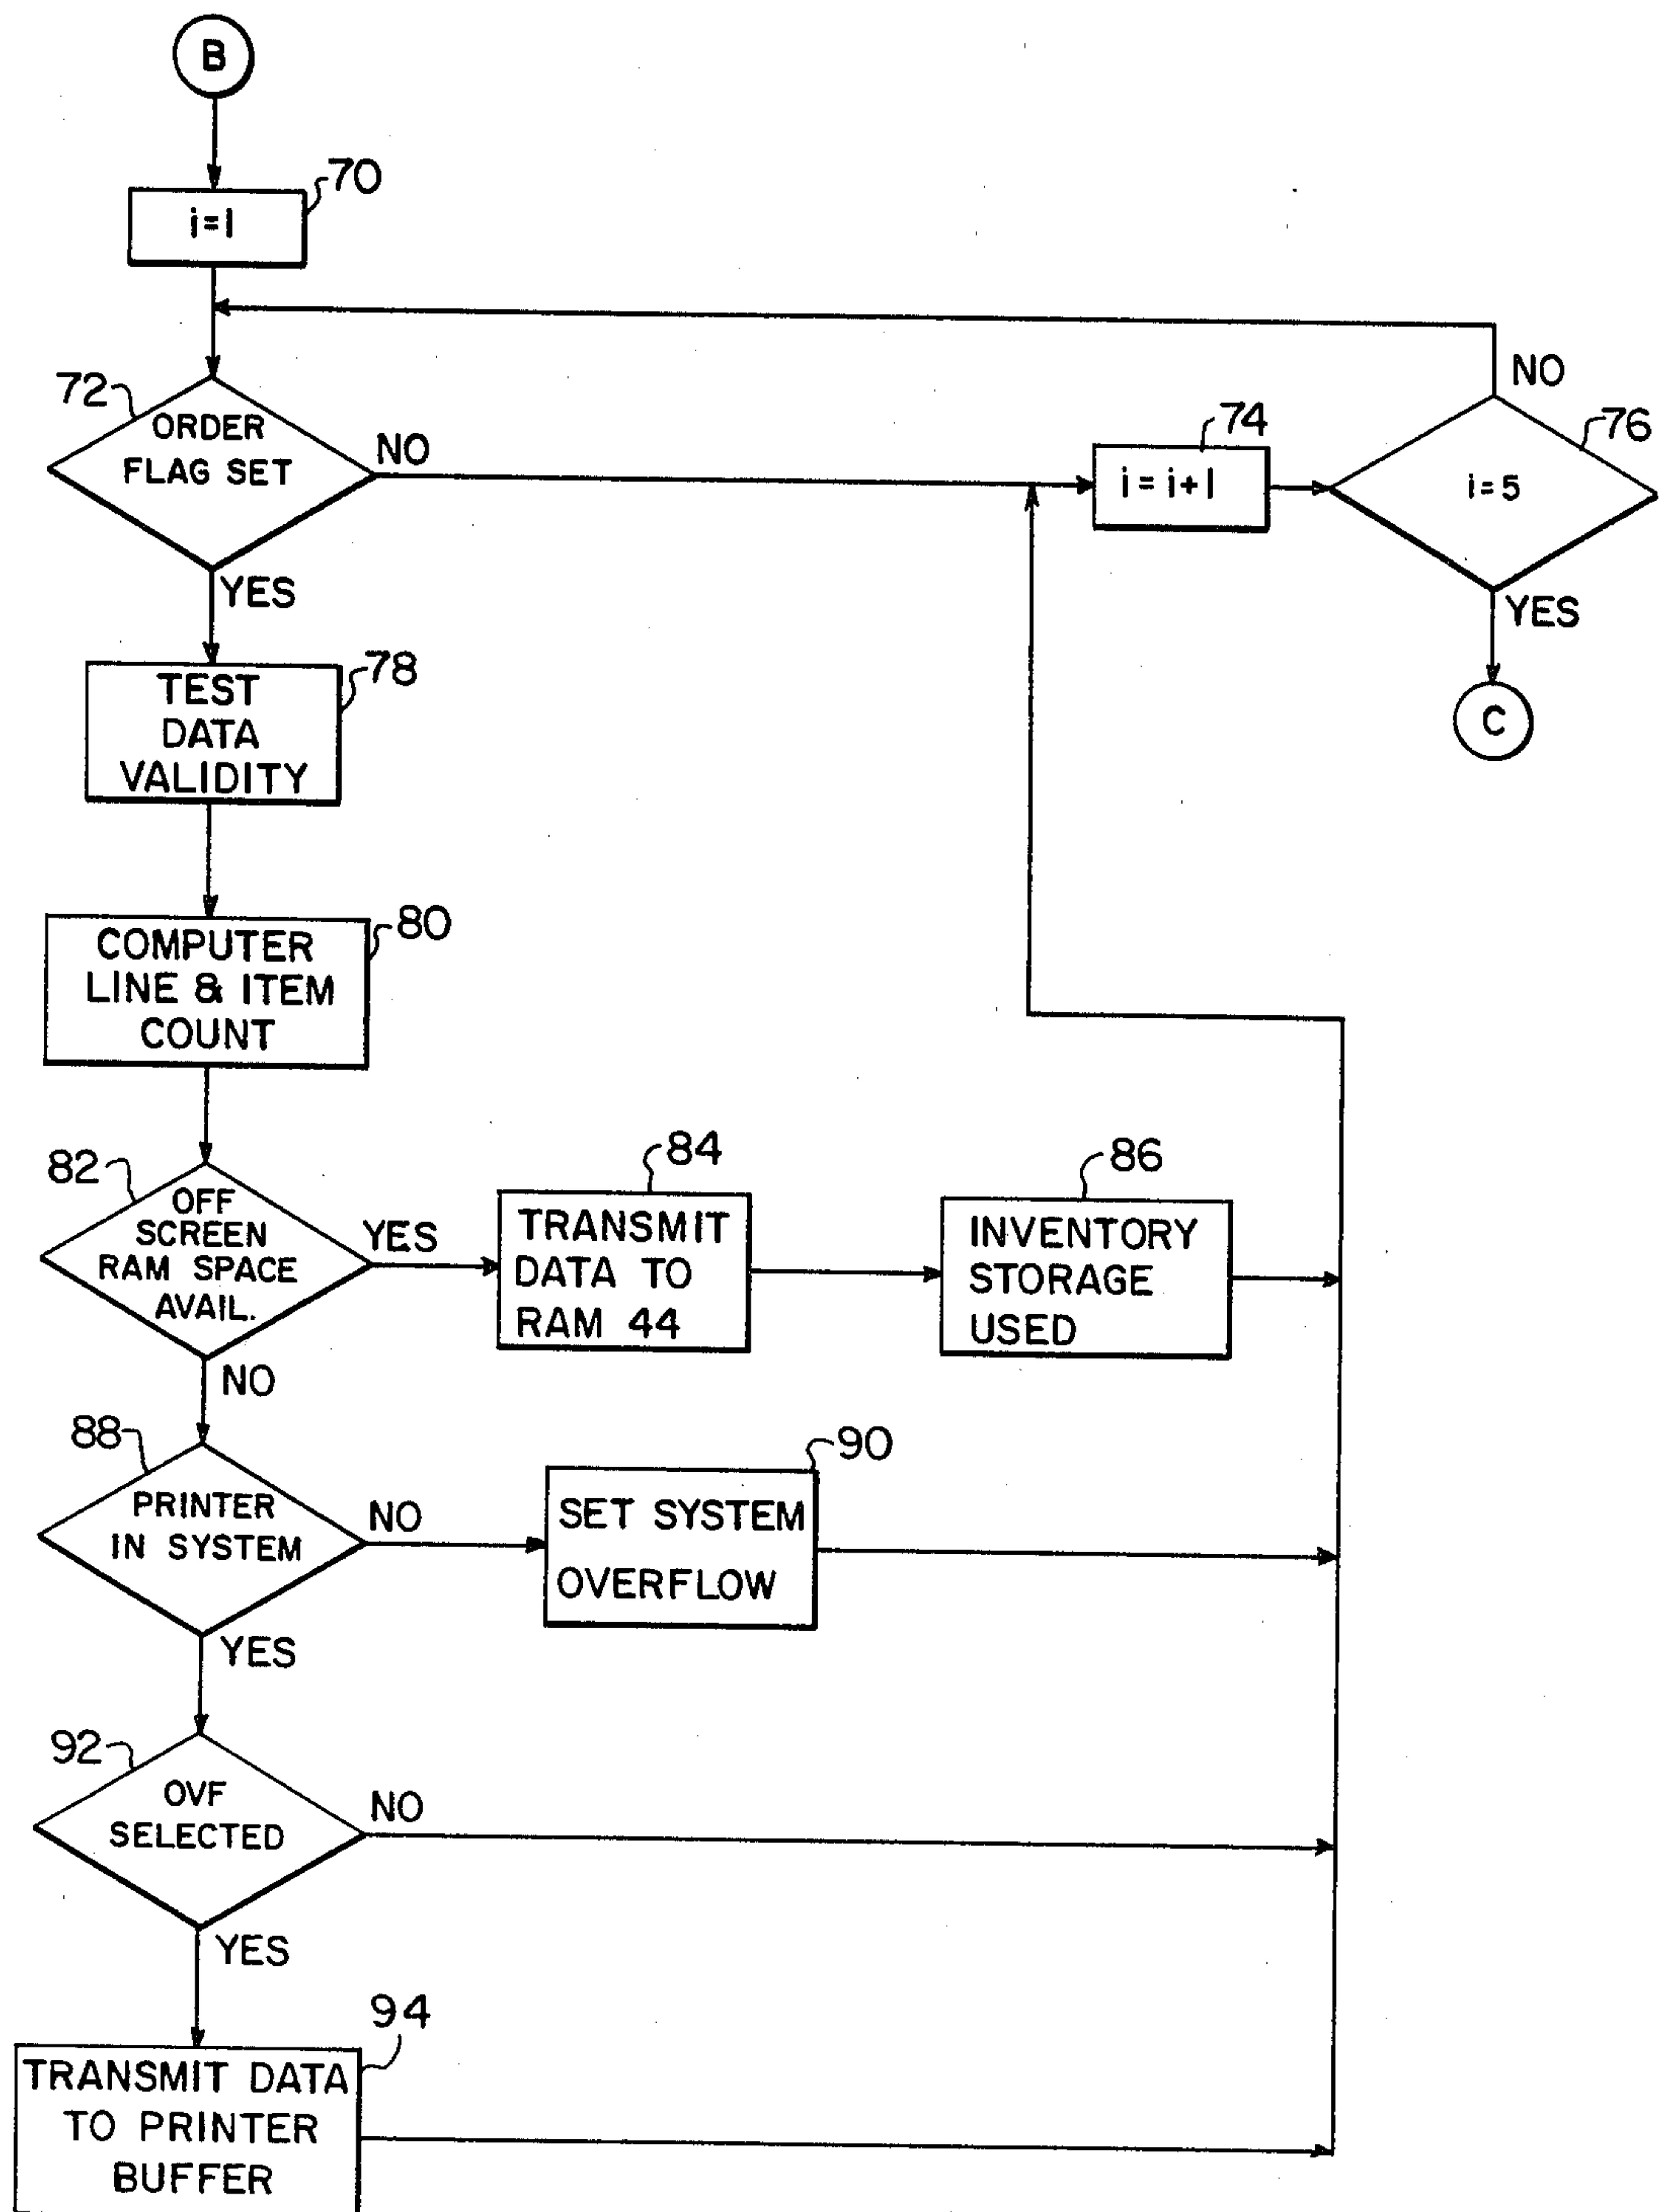 B
70
i=1
72
ORDER
FLAG SET
NO
74
i = i+1
NO
76
i=5
YES
YES
C
78
TEST
DATA
VALIDITY
80
COMPUTER
LINE & ITEM
COUNT
82
OFF
SCREEN
RAM SPACE
AVAIL.
YES
84
TRANSMIT
DATA TO
RAM 44
86
INVENTORY
STORAGE
USED
NO
88
PRINTER
IN SYSTEM
NO
90
SET SYSTEM
OVERFLOW
YES
92
OVF
SELECTED
NO
YES
94
TRANSMIT DATA
TO PRINTER
BUFFER